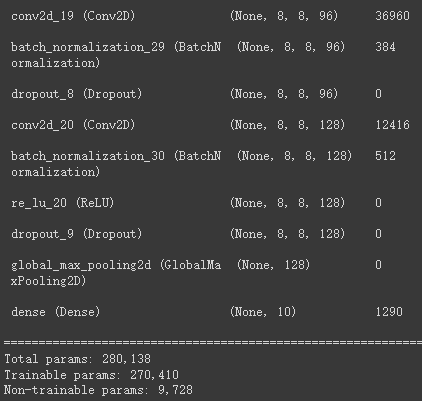 conv2d_19 (Conv2D) (None, 8, 8, 96) 36960
batch_normalization_29 (BatchN (None, 8, 8, 96) 384
ormalization)
dropout_8 (Dropout) (None, 8, 8, 96) 0
conv2d_20 (Conv2D) (None, 8, 8, 128) 12416
batch_normalization_30 (BatchN (None, 8, 8, 128) 512
ormalization)
re_lu_20 (ReLU) (None, 8, 8, 128) 0
dropout_9 (Dropout) (None, 8, 8, 128) 0
global_max_pooling2d (GlobalMa (None, 128) 0
xPooling2D)
dense (Dense) (None, 10) 1290
Total params: 280,138
Trainable params: 270,410
Non-trainable params: 9,728